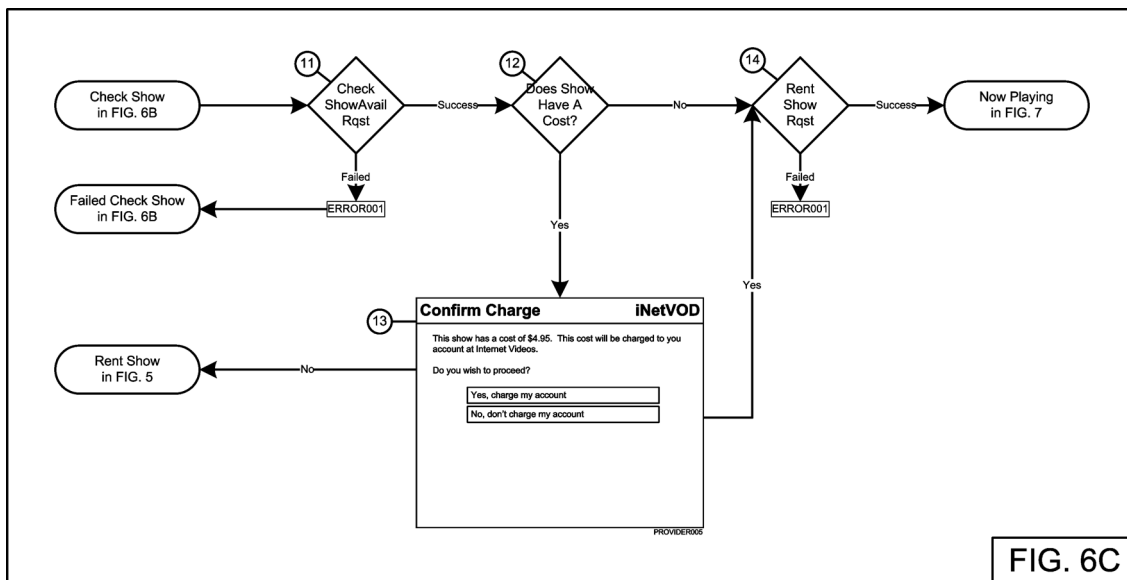 11
12
14
Check Show
in FIG. 6B
Check
ShowAvail
Rqst
Success
Does Show
Have A
Cost?
No
Rent
Show
Rqst
Success
Now Playing
in FIG. 7
Failed
ERROR001
Failed Check Show
in FIG. 6B
Failed
ERROR001
Yes
Yes
13
Confirm Charge
iNetVOD
This show has a cost of $4.95. This cost will be charged to you
account at Internet Videos.
Do you wish to proceed?
Yes, charge my account
No, don't charge my account
No
Rent Show
in FIG. 5
PROVIDER005
FIG. 6C